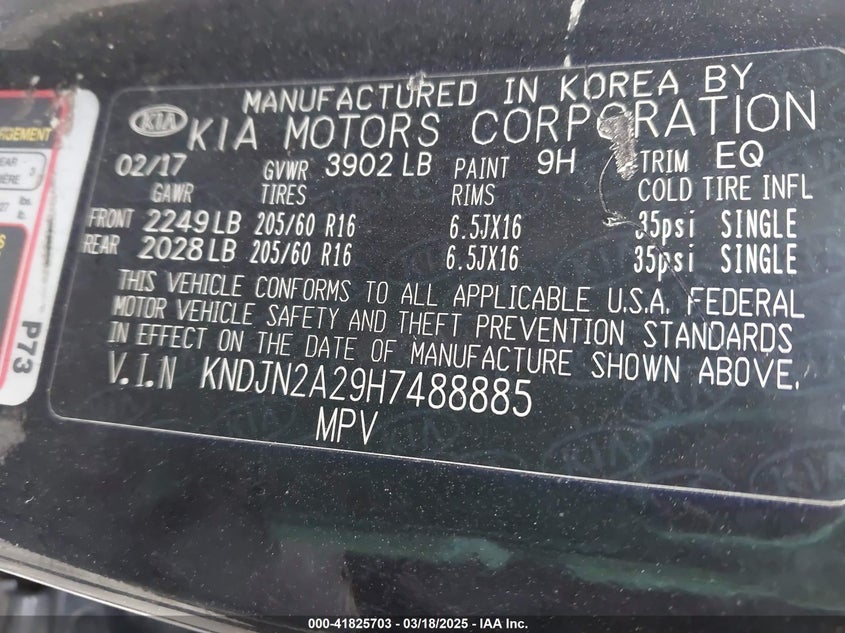 MANUFACTURED IN KOREA BY
KIA KIA MOTORS CORPORATION
02/17 GVWR 3902 LB PAINT 9H TRIM EQ
GAWR TIRES RIMS COLD TIRE INFL
FRONT 2249 LB 205/60 R16 6.5JX16 35psi SINGLE
REAR 2028 LB 205/60 R16 6.5JX16 35psi SINGLE
THIS VEHICLE CONFORMS TO ALL APPLICABLE U.S.A. FEDERAL
MOTOR VEHICLE SAFETY AND THEFT PREVENTION STANDARDS
IN EFFECT ON THE DATE OF MANUFACTURE SHOWN ABOVE.
V.I.N KNDJN2A29H7488885
MPV
P73
000-41825703 - 03/18/2025 - IAA Inc.